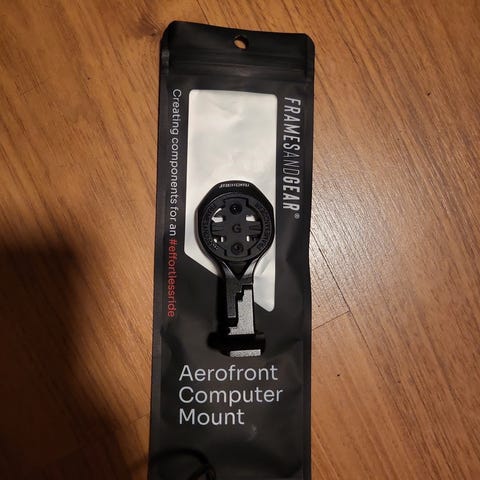 FRAMESANDGEAR®
Creating components for an #effortlessride
G
Aerofront
Computer
Mount